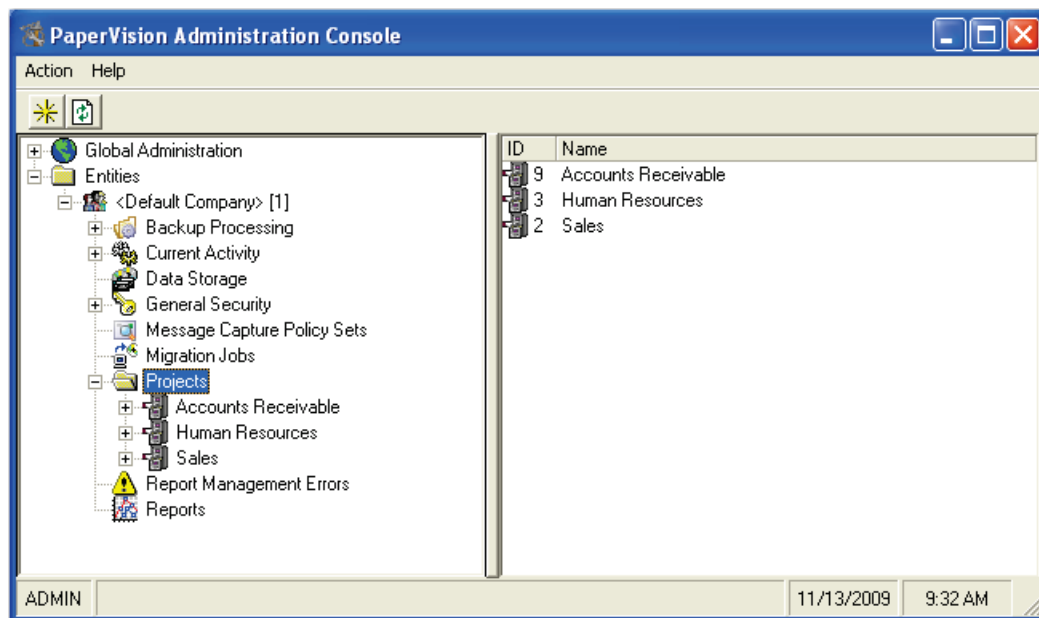 PaperVision Administration Console
Action Help
Global Administration
Entities
<Default Company> [1]
Backup Processing
Current Activity
Data Storage
General Security
Message Capture Policy Sets
Migration Jobs
Projects
Accounts Receivable
Human Resources
Sales
Report Management Errors
Reports
ID Name
9 Accounts Receivable
3 Human Resources
2 Sales
ADMIN 11/13/2009 9:32 AM